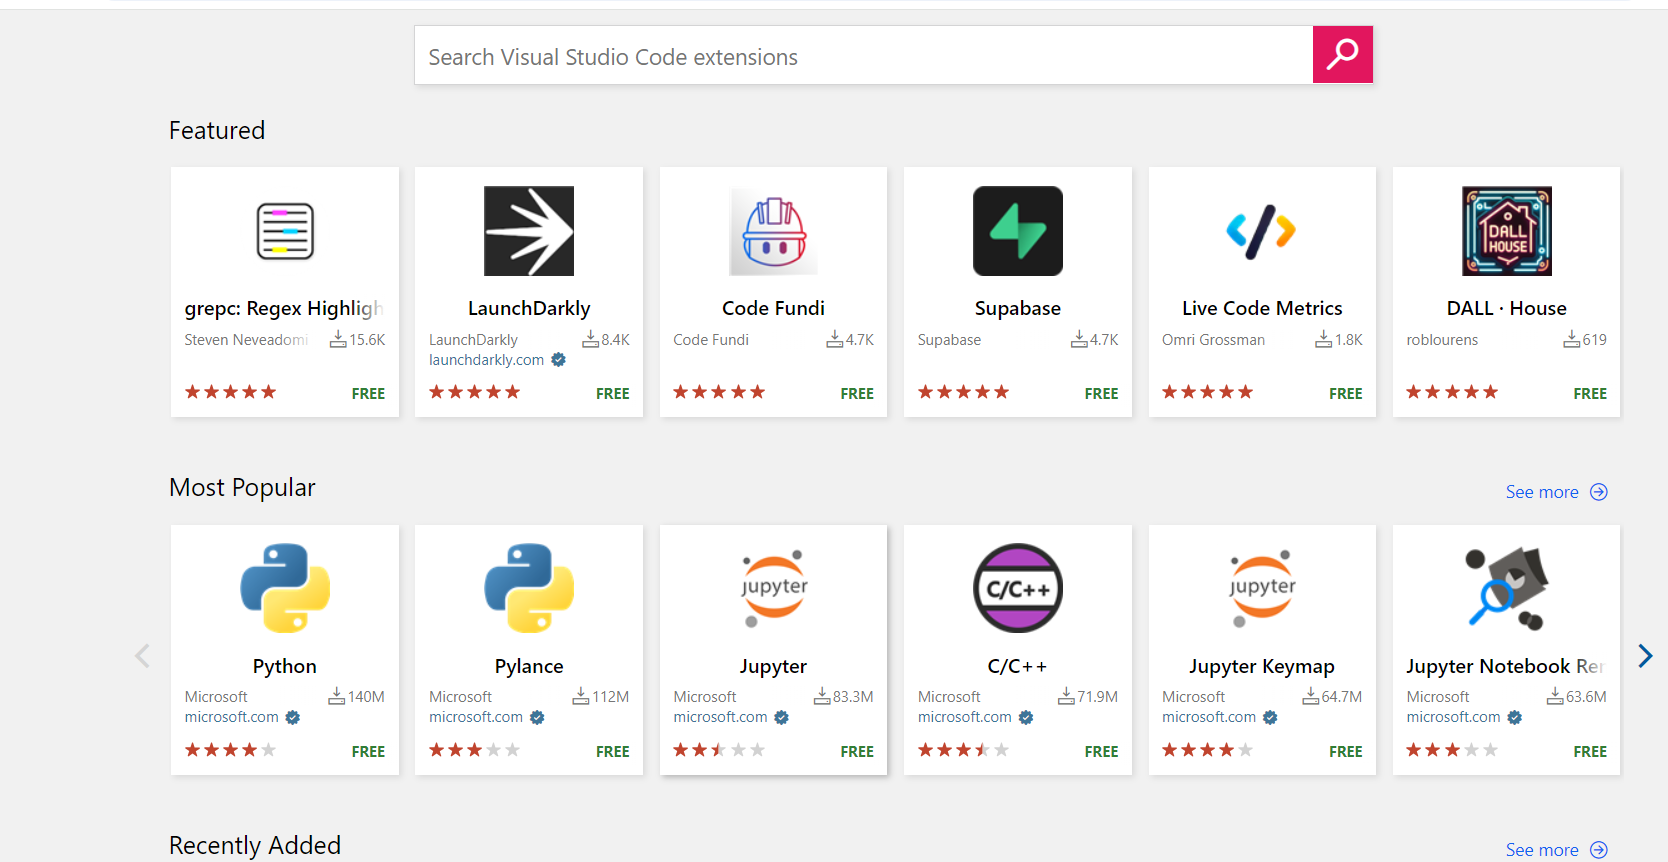 Search Visual Studio Code extensions
Featured
grepc: Regex Highligh
Steven Neveadomi 15.6K
FREE
LaunchDarkly
LaunchDarkly 8.4K
launchdarkly.com
FREE
Code Fundi
Code Fundi 4.7K
FREE
Supabase
Supabase 4.7K
FREE
Live Code Metrics
Omri Grossman 1.8K
FREE
DALL
HOUSE
DALL · House
roblourens 619
FREE
Most Popular
See more
Python
Microsoft 140M
microsoft.com
FREE
Pylance
Microsoft 112M
microsoft.com
FREE
jupyter
Jupyter
Microsoft 83.3M
microsoft.com
FREE
C/C++
C/C++
Microsoft 71.9M
microsoft.com
FREE
jupyter
Jupyter Keymap
Microsoft 64.7M
microsoft.com
FREE
Jupyter Notebook Ren
Microsoft 63.6M
microsoft.com
FREE
Recently Added
See more